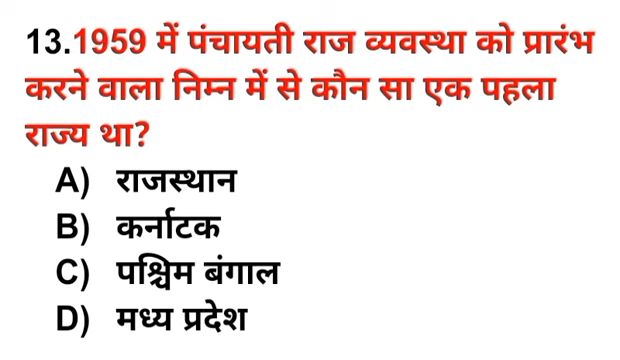 13.1959 में पंचायती राज व्यवस्था को प्रारंभ
करने वाला निम्न में से कौन सा एक पहला
राज्य था?
A) राजस्थान
B) कर्नाटक
C) पश्चिम बंगाल
D) मध्य प्रदेश